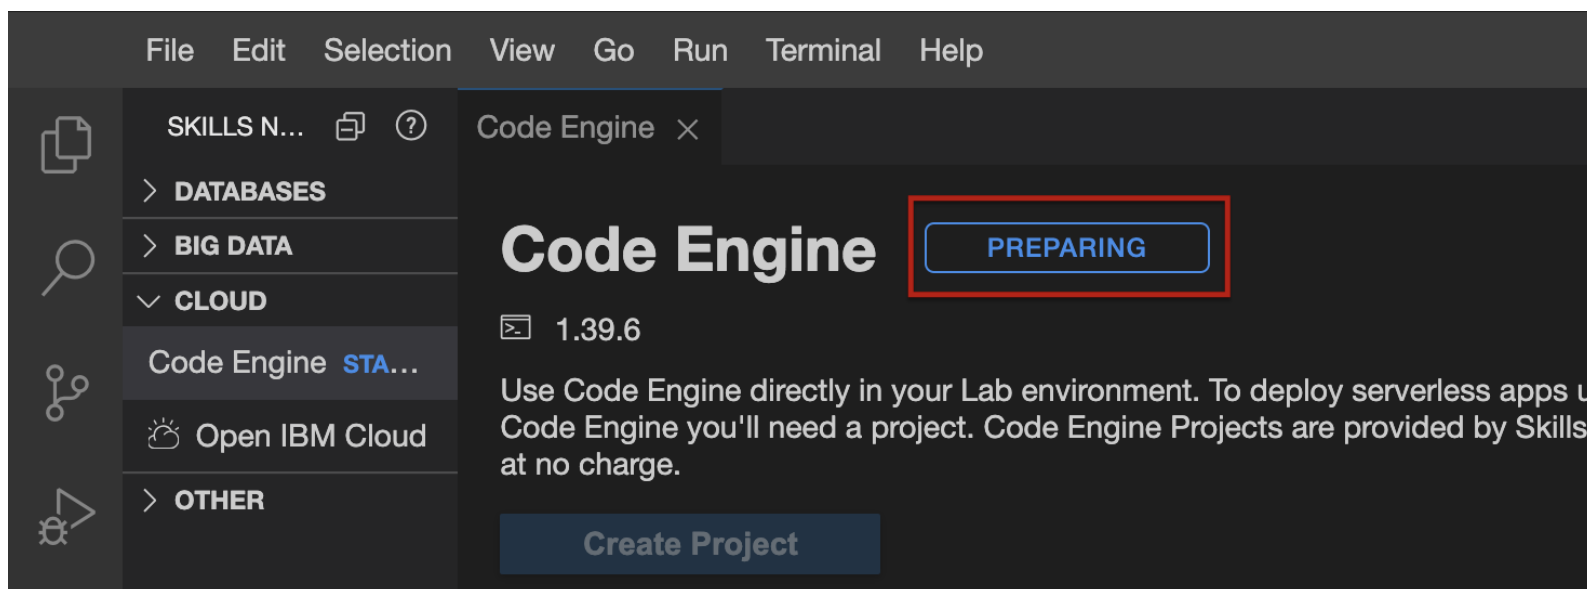 File Edit Selection View Go Run Terminal Help
SKILLS N...
DATABASES
BIG DATA
CLOUD
Code Engine STA...
Open IBM Cloud
OTHER
Code Engine
Code Engine PREPARING
1.39.6
Use Code Engine directly in your Lab environment. To deploy serverless apps
Code Engine you'll need a project. Code Engine Projects are provided by Skills
at no charge.
Create Project